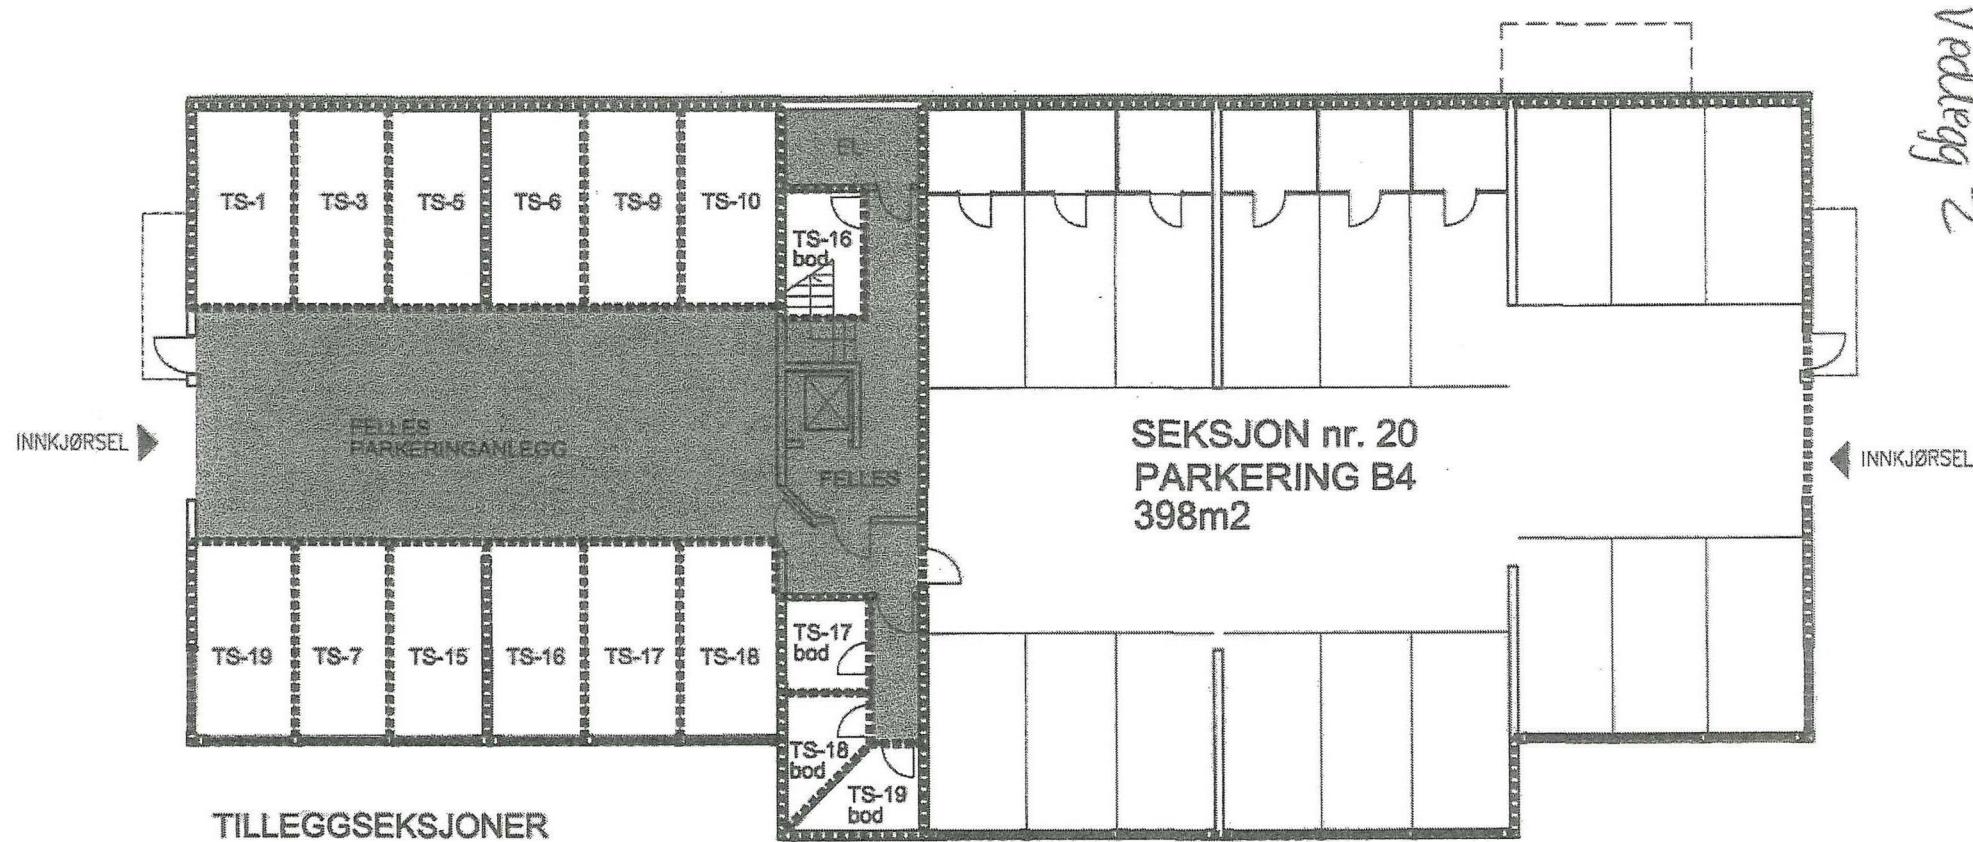 Vedlegg 2
TS-1
TS-3
TS-5
TS-6
TS-9
TS-10
EL
TS-16
bod
INNKJØRSEL
FELLES
PARKERINGANLEGG
FELLES
SEKSJON nr. 20
PARKERING B4
398m2
INNKJØRSEL
TS-19
TS-7
TS-15
TS-16
TS-17
TS-18
TS-17
bod
TS-18
bod
TS-19
bod
TILLEGGSEKSJONER